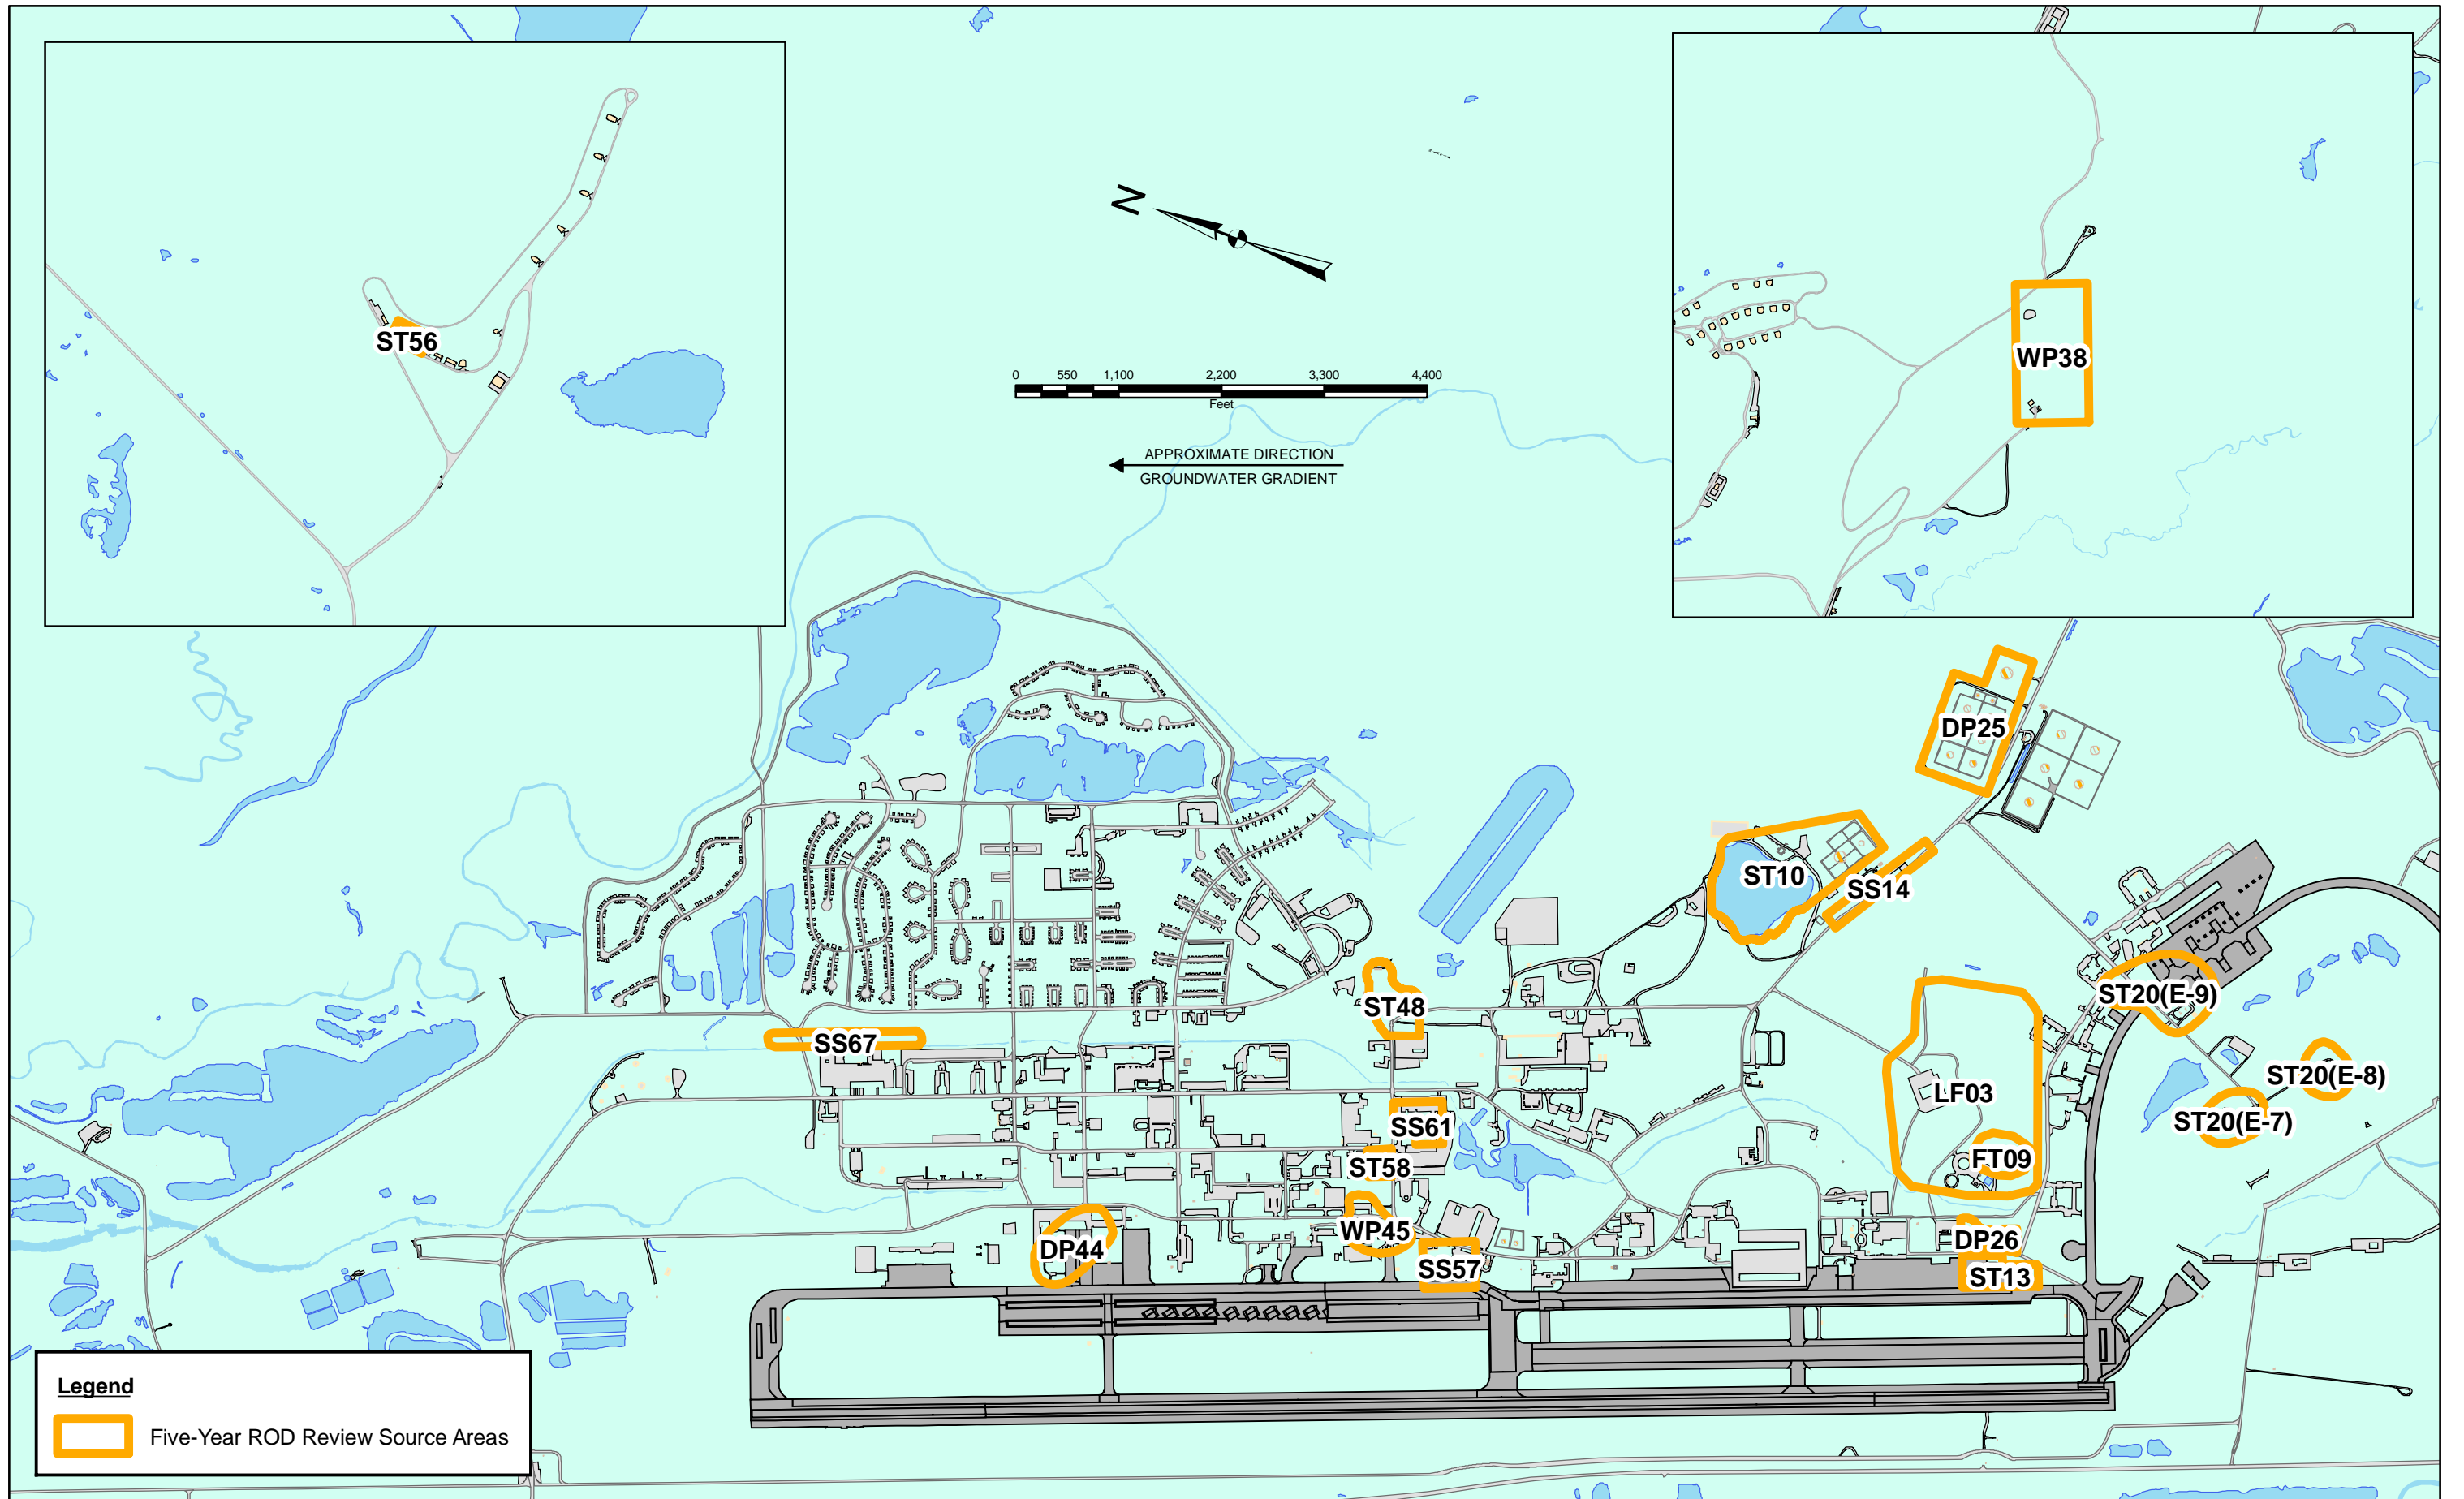 ST56
N
0 550 1,100 2,200 3,300 4,400
Feet
APPROXIMATE DIRECTION
GROUNDWATER GRADIENT
WP38
DP25
ST10
SS14
ST48
ST20(E-9)
SS67
ST20(E-8)
LF03
ST20(E-7)
SS61
ST58
FT09
WP45
DP44
DP26
SS57
ST13
Legend
Five-Year ROD Review Source Areas